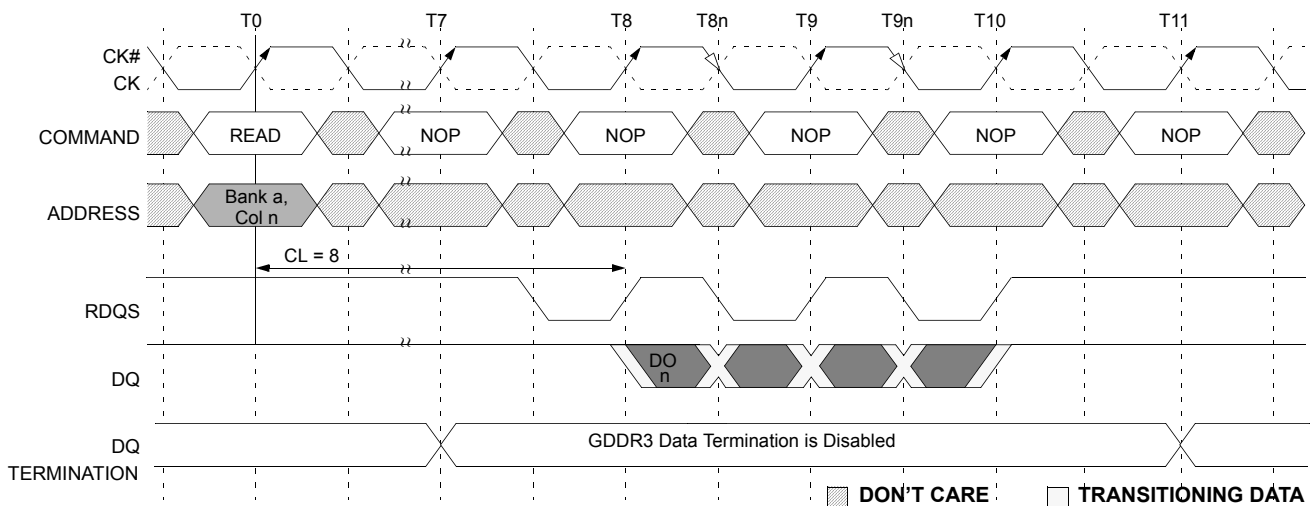 T0 T7 T8 T8n T9 T9n T10 T11
CK#
CK
COMMAND READ NOP NOP NOP NOP NOP
ADDRESS Bank a,
Col n
CL = 8
RDQS
DQ DO
n
DQ GDDR3 Data Termination is Disabled
TERMINATION
DON'T CARE TRANSITIONING DATA